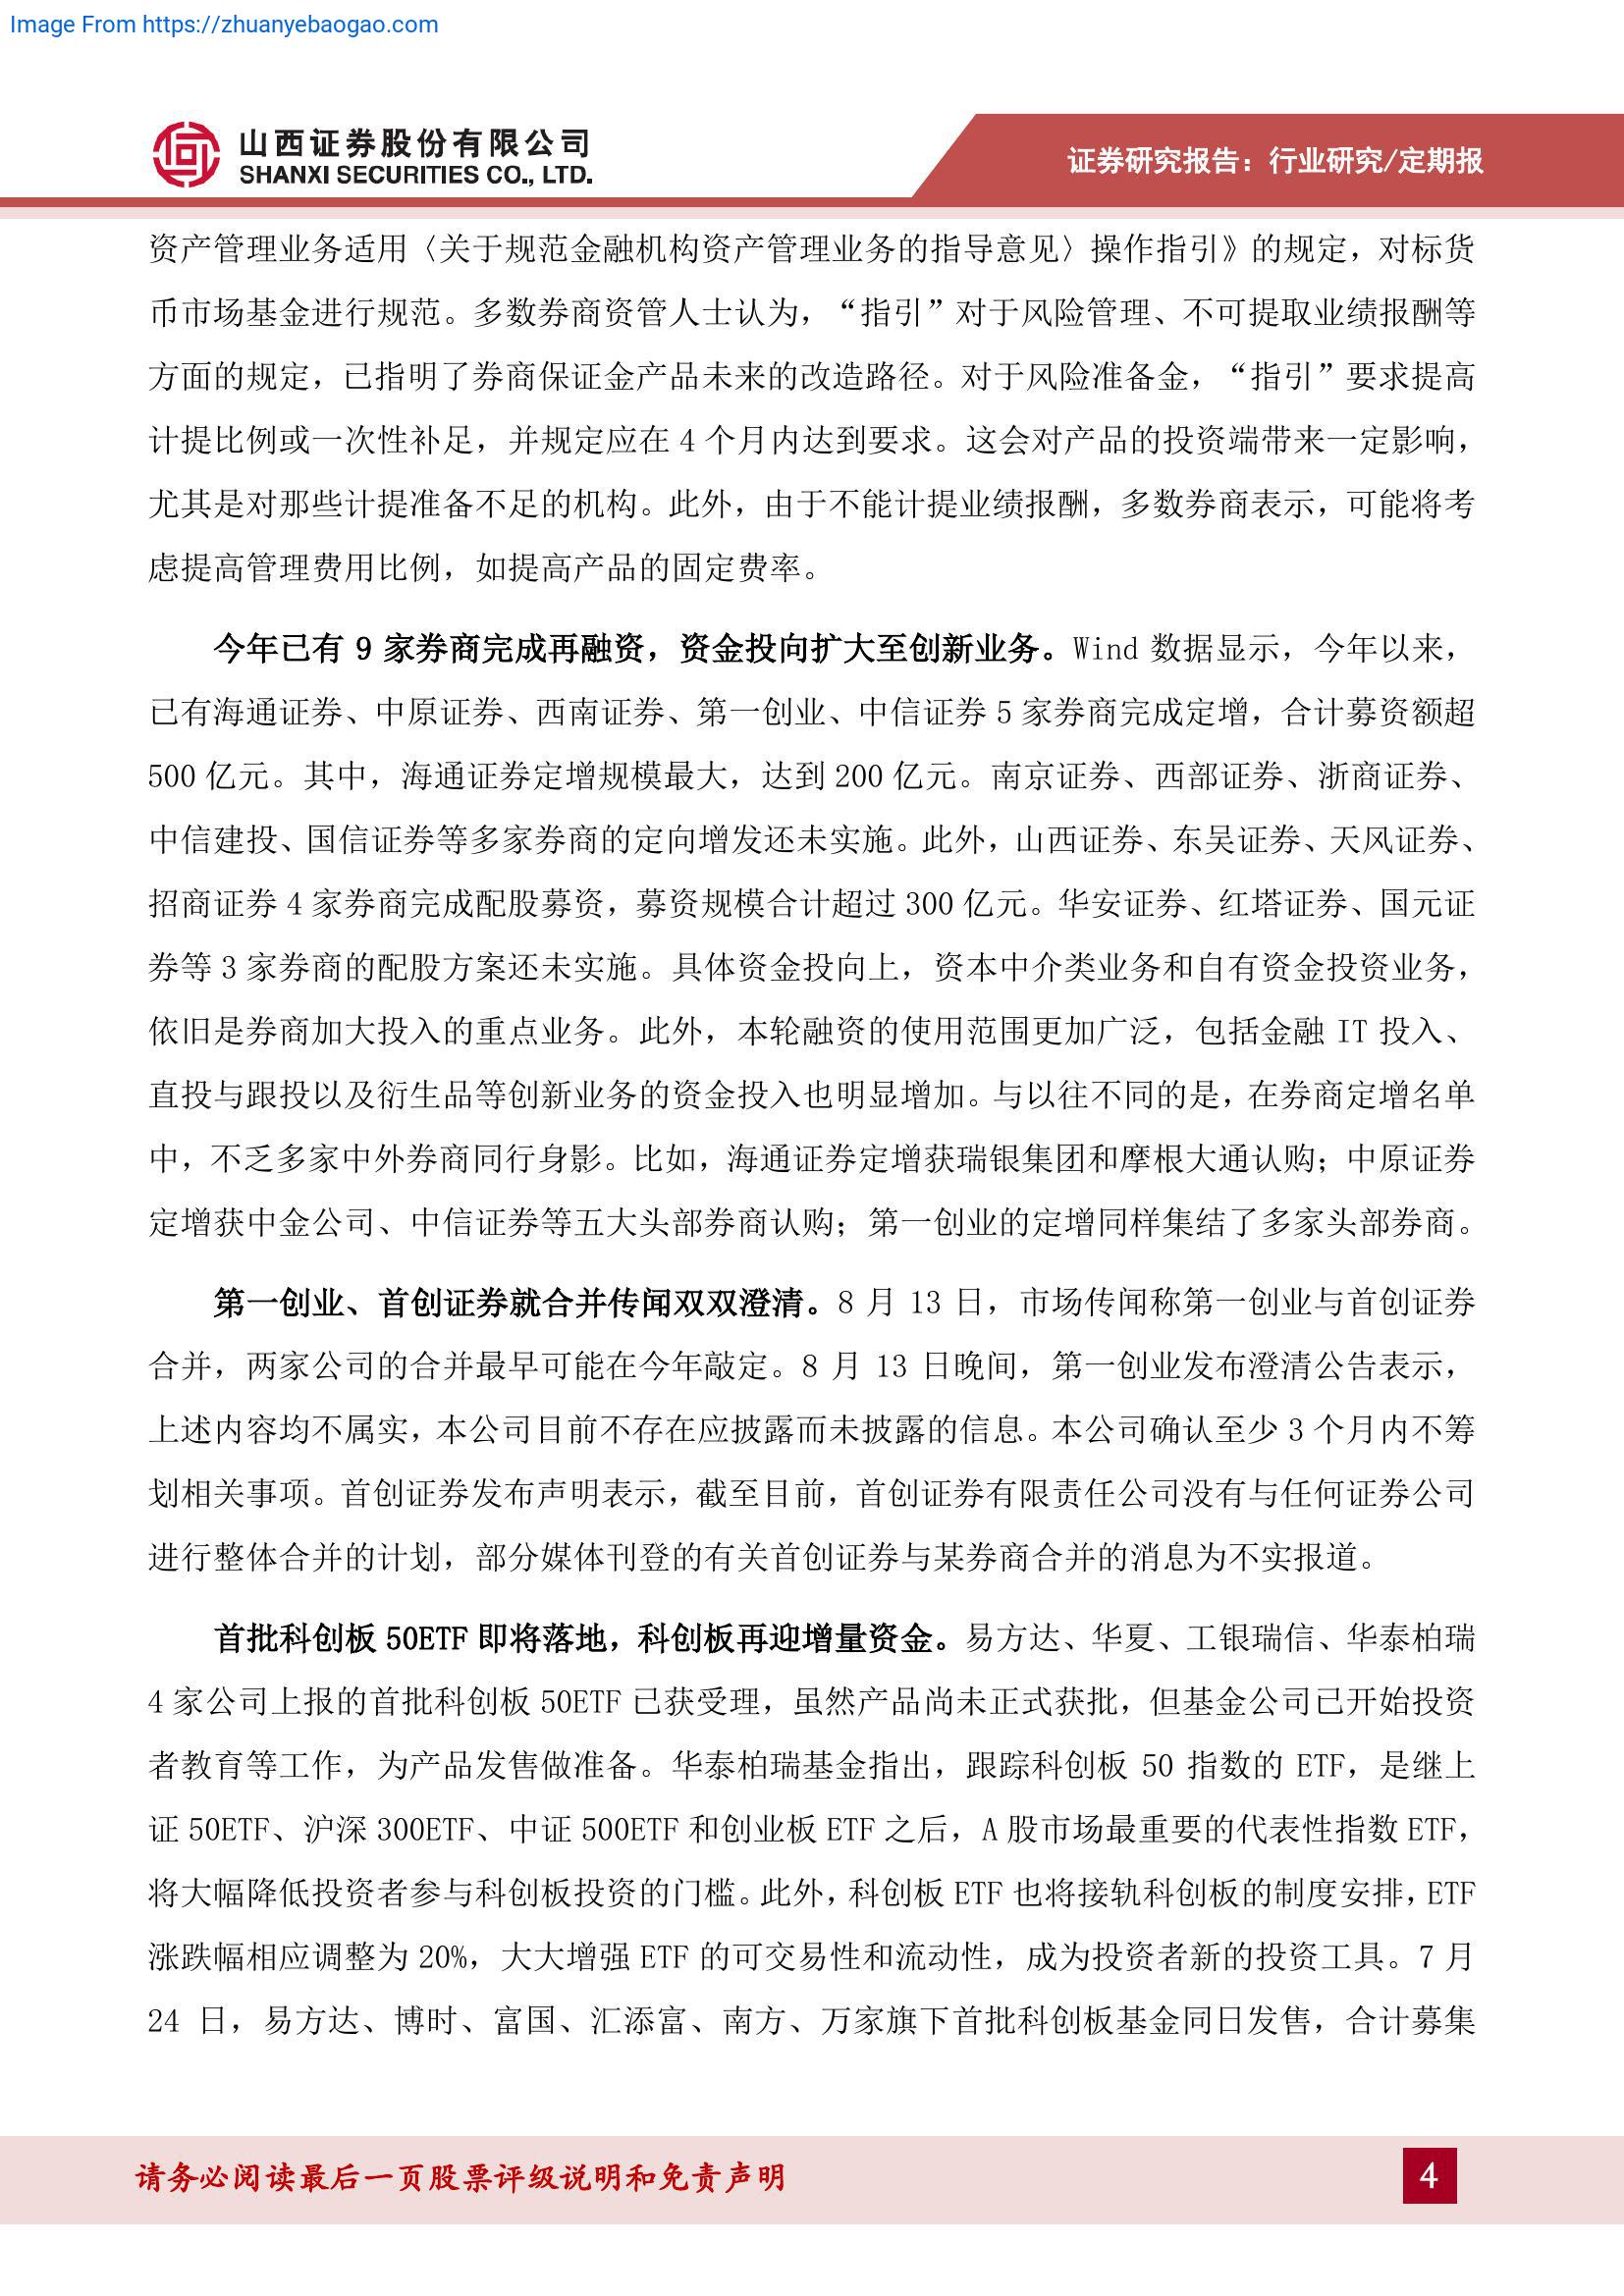 Image From https://zhuanyebaogao.com
山西证券股份有限公司
SHANXI SECURITIES CO., LTD.
证券研究报告：行业研究/定期报
资产管理业务适用〈关于规范金融机构资产管理业务的指导意见〉操作指引》的规定，对标货
币市场基金进行规范。多数券商资管人士认为，“指引”对于风险管理、不可提取业绩报酬等
方面的规定，已指明了券商保证金产品未来的改造路径。对于风险准备金，“指引”要求提高
计提比例或一次性补足，并规定应在 4 个月内达到要求。这会对产品的投资端带来一定影响，
尤其是对那些计提准备不足的机构。此外，由于不能计提业绩报酬，多数券商表示，可能将考
虑提高管理费用比例，如提高产品的固定费率。
今年已有 9 家券商完成再融资，资金投向扩大至创新业务。Wind 数据显示，今年以来，
已有海通证券、中原证券、西南证券、第一创业、中信证券 5 家券商完成定增，合计募资额超
500 亿元。其中，海通证券定增规模最大，达到 200 亿元。南京证券、西部证券、浙商证券、
中信建投、国信证券等多家券商的定向增发还未实施。此外，山西证券、东吴证券、天风证券、
招商证券 4 家券商完成配股募资，募资规模合计超过 300 亿元。华安证券、红塔证券、国元证
券等 3 家券商的配股方案还未实施。具体资金投向上，资本中介类业务和自有资金投资业务，
依旧是券商加大投入的重点业务。此外，本轮融资的使用范围更加广泛，包括金融 IT 投入、
直投与跟投以及衍生品等创新业务的资金投入也明显增加。与以往不同的是，在券商定增名单
中，不乏多家中外券商同行身影。比如，海通证券定增获瑞银集团和摩根大通认购；中原证券
定增获中金公司、中信证券等五大头部券商认购；第一创业的定增同样集结了多家头部券商。
第一创业、首创证券就合并传闻双双澄清。8 月 13 日，市场传闻称第一创业与首创证券
合并，两家公司的合并最早可能在今年敲定。8 月 13 日晚间，第一创业发布澄清公告表示，
上述内容均不属实，本公司目前不存在应披露而未披露的信息。本公司确认至少 3 个月内不筹
划相关事项。首创证券发布声明表示，截至目前，首创证券有限责任公司没有与任何证券公司
进行整体合并的计划，部分媒体刊登的有关首创证券与某券商合并的消息为不实报道。
首批科创板 50ETF 即将落地，科创板再迎增量资金。易方达、华夏、工银瑞信、华泰柏瑞
4 家公司上报的首批科创板 50ETF 已获受理，虽然产品尚未正式获批，但基金公司已开始投资
者教育等工作，为产品发售做准备。华泰柏瑞基金指出，跟踪科创板 50 指数的 ETF，是继上
证 50ETF、沪深 300ETF、中证 500ETF 和创业板 ETF 之后，A 股市场最重要的代表性指数 ETF，
将大幅降低投资者参与科创板投资的门槛。此外，科创板 ETF 也将接轨科创板的制度安排，ETF
涨跌幅相应调整为 20%，大大增强 ETF 的可交易性和流动性，成为投资者新的投资工具。7 月
24 日，易方达、博时、富国、汇添富、南方、万家旗下首批科创板基金同日发售，合计募集
请务必阅读最后一页股票评级说明和免责声明
4